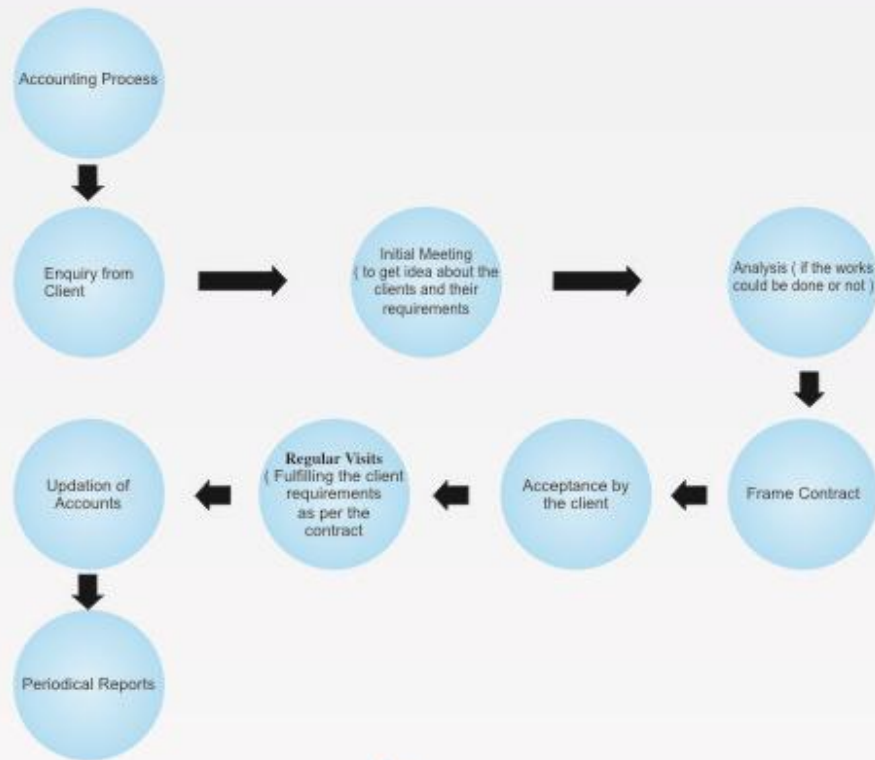 Accounting Process
Enquiry from
Client
Initial Meeting
( to get idea about the
clients and their
requirements
Analysis ( if the works
could be done or not )
Frame Contract
Acceptance by
the client
Regular Visits
( Fulfilling the client
requirements
as per the
contract
Updation of
Accounts
Periodical Reports